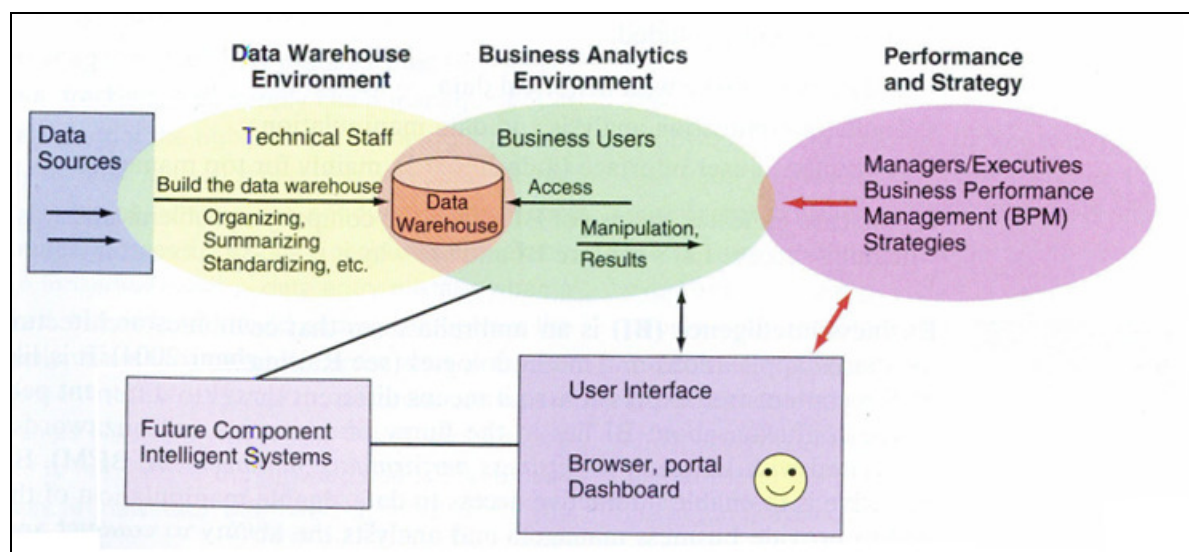 Data Warehouse
Environment
Business Analytics
Environment
Performance
and Strategy
Data
Sources
Technical Staff
Build the data warehouse
Organizing,
Summarizing
Standardizing, etc.
Data
Warehouse
Business Users
Access
Manipulation,
Results
Managers/Executives
Business Performance
Management (BPM)
Strategies
Future Component
Intelligent Systems
User Interface
Browser, portal
Dashboard